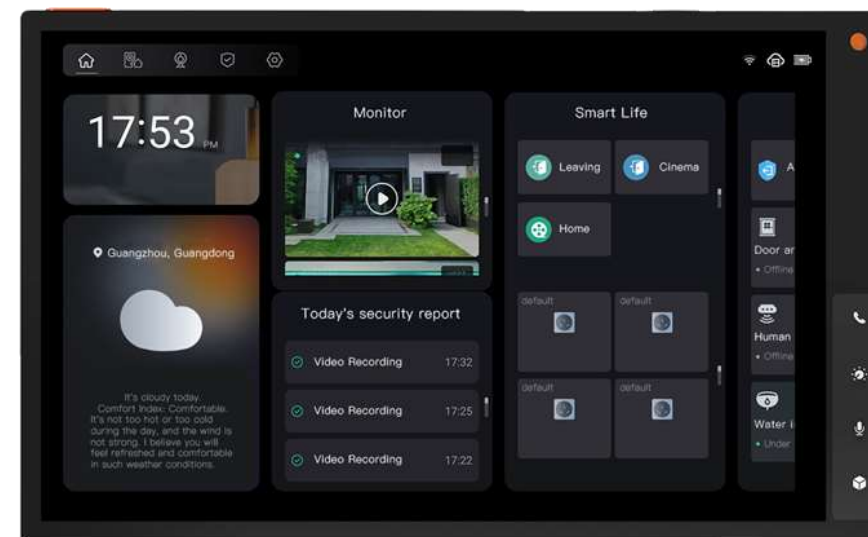 17:53 PM
Guangzhou, Guangdong
It's cloudy today.
Comfort Index: Comfortable.
It's not too hot or too cold
during the day, and the wind is
not strong. I believe you will
feel refreshed and comfortable
in such weather conditions.
Monitor
Today's security report
Video Recording 17:32
Video Recording 17:25
Video Recording 17:22
Smart Life
Leaving
Cinema
Home
default
default
default
default
A
Door ar
Offline
Human
Offline
Water i
Under